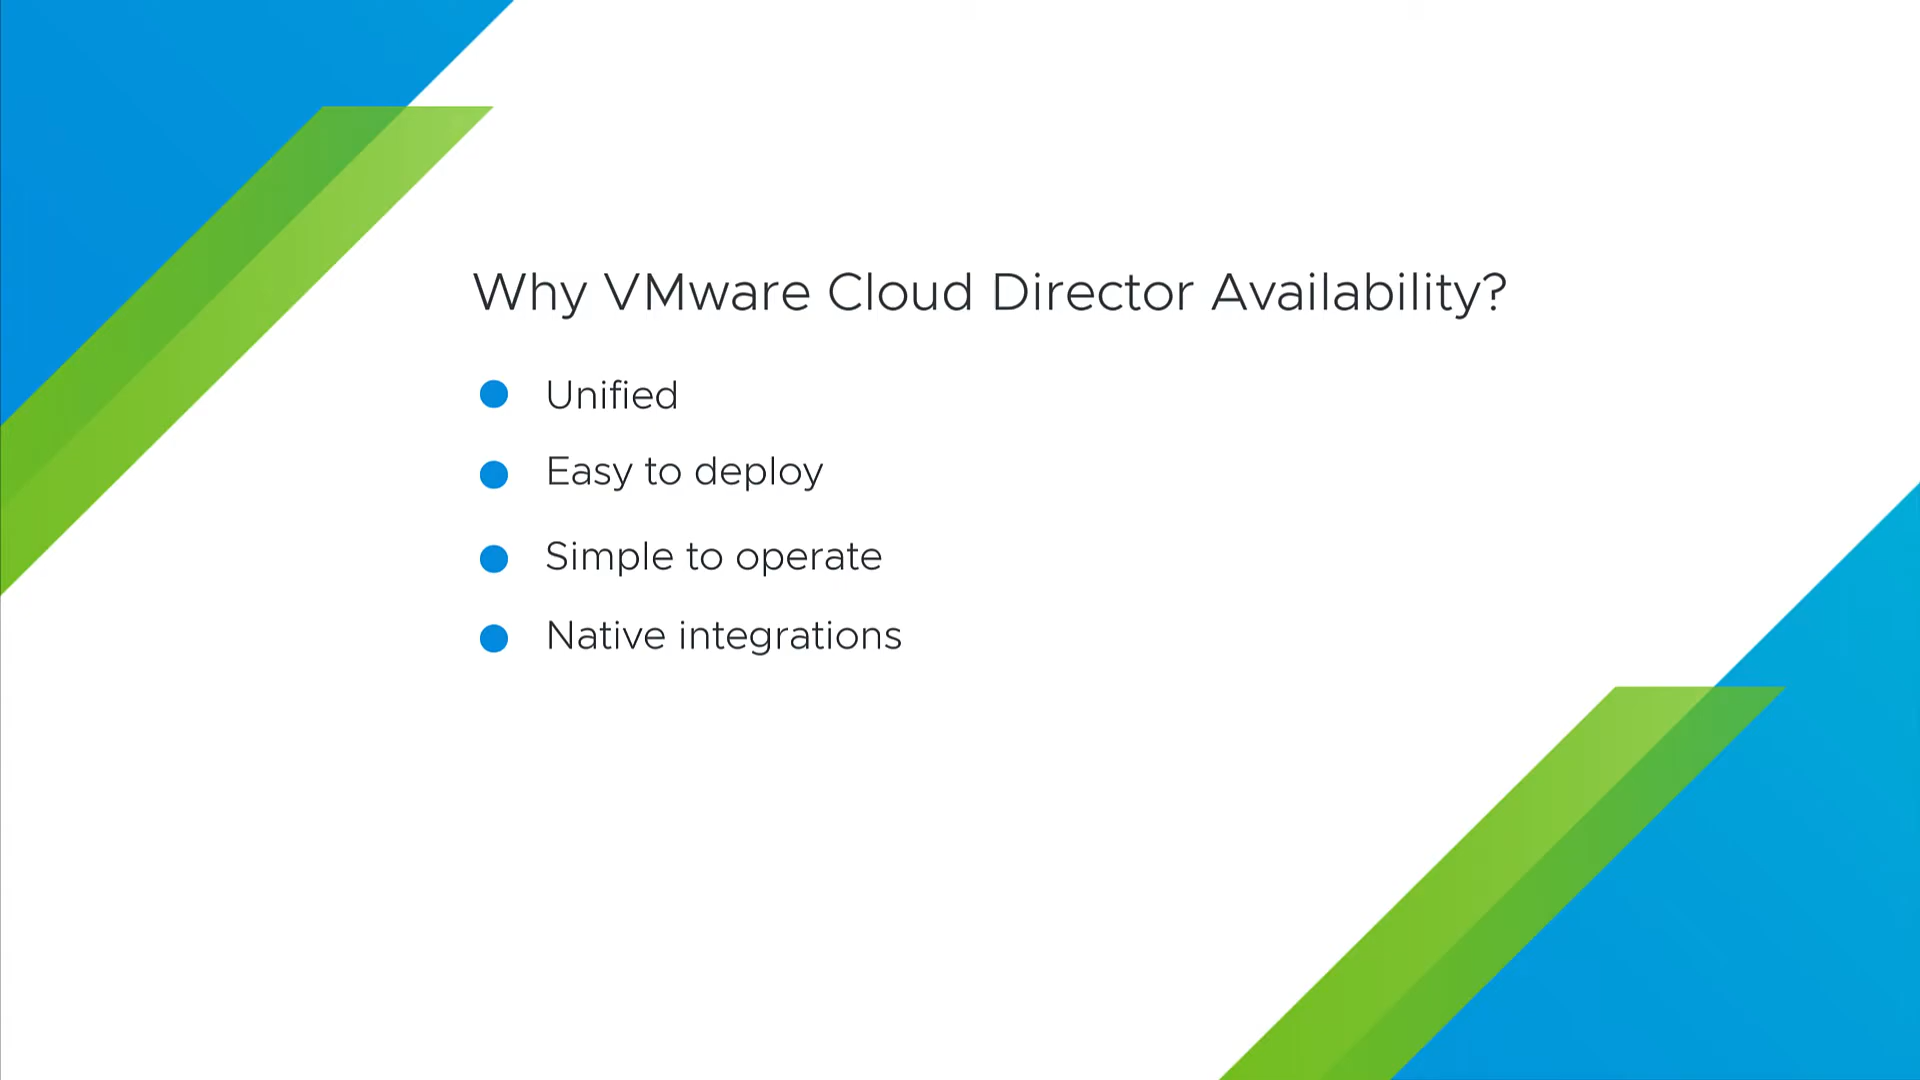 Why VMware Cloud Director Availability?
Unified
Easy to deploy
Simple to operate
Native integrations